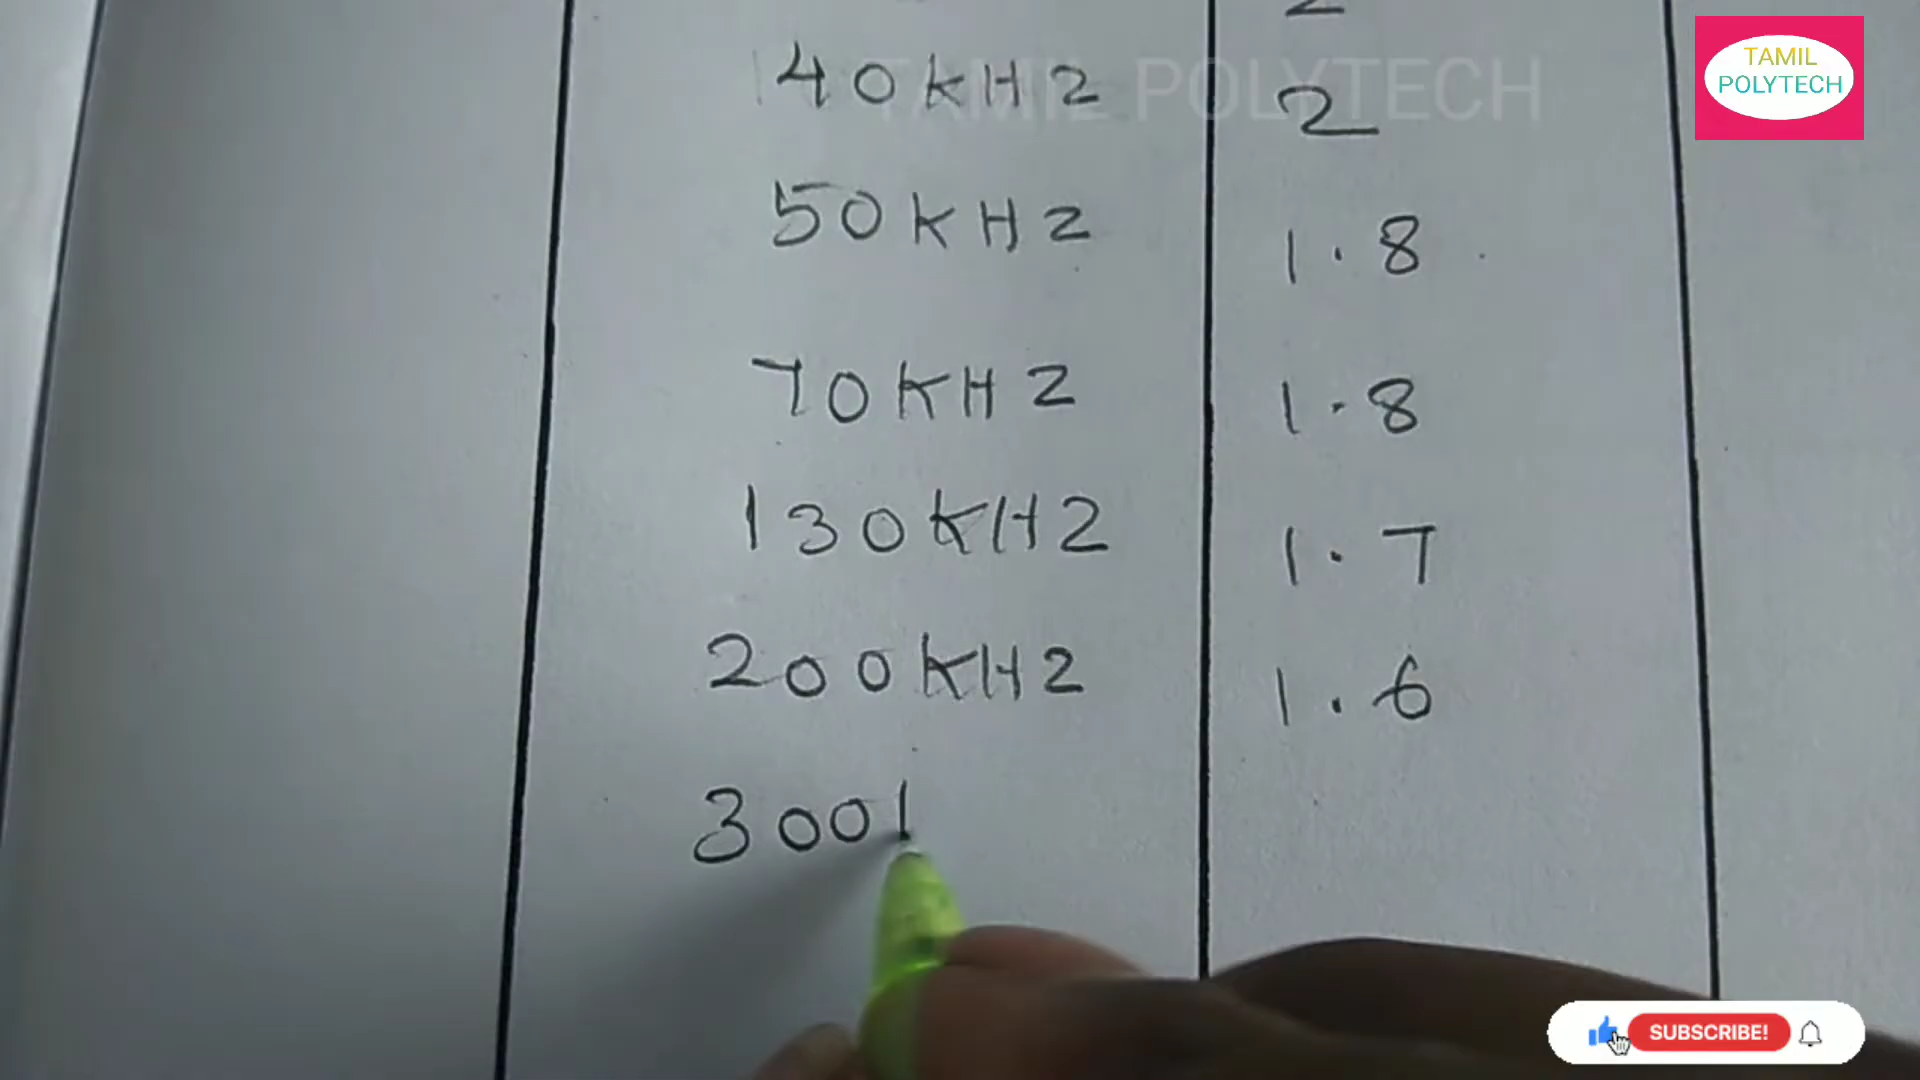 2
40KHZ 2
50KHZ 1.8
70KHZ 1.8
130KHZ 1.7
200KHZ 1.6
300
TAMIL POLYTECH
TAMIL
POLYTECH
SUBSCRIBE!